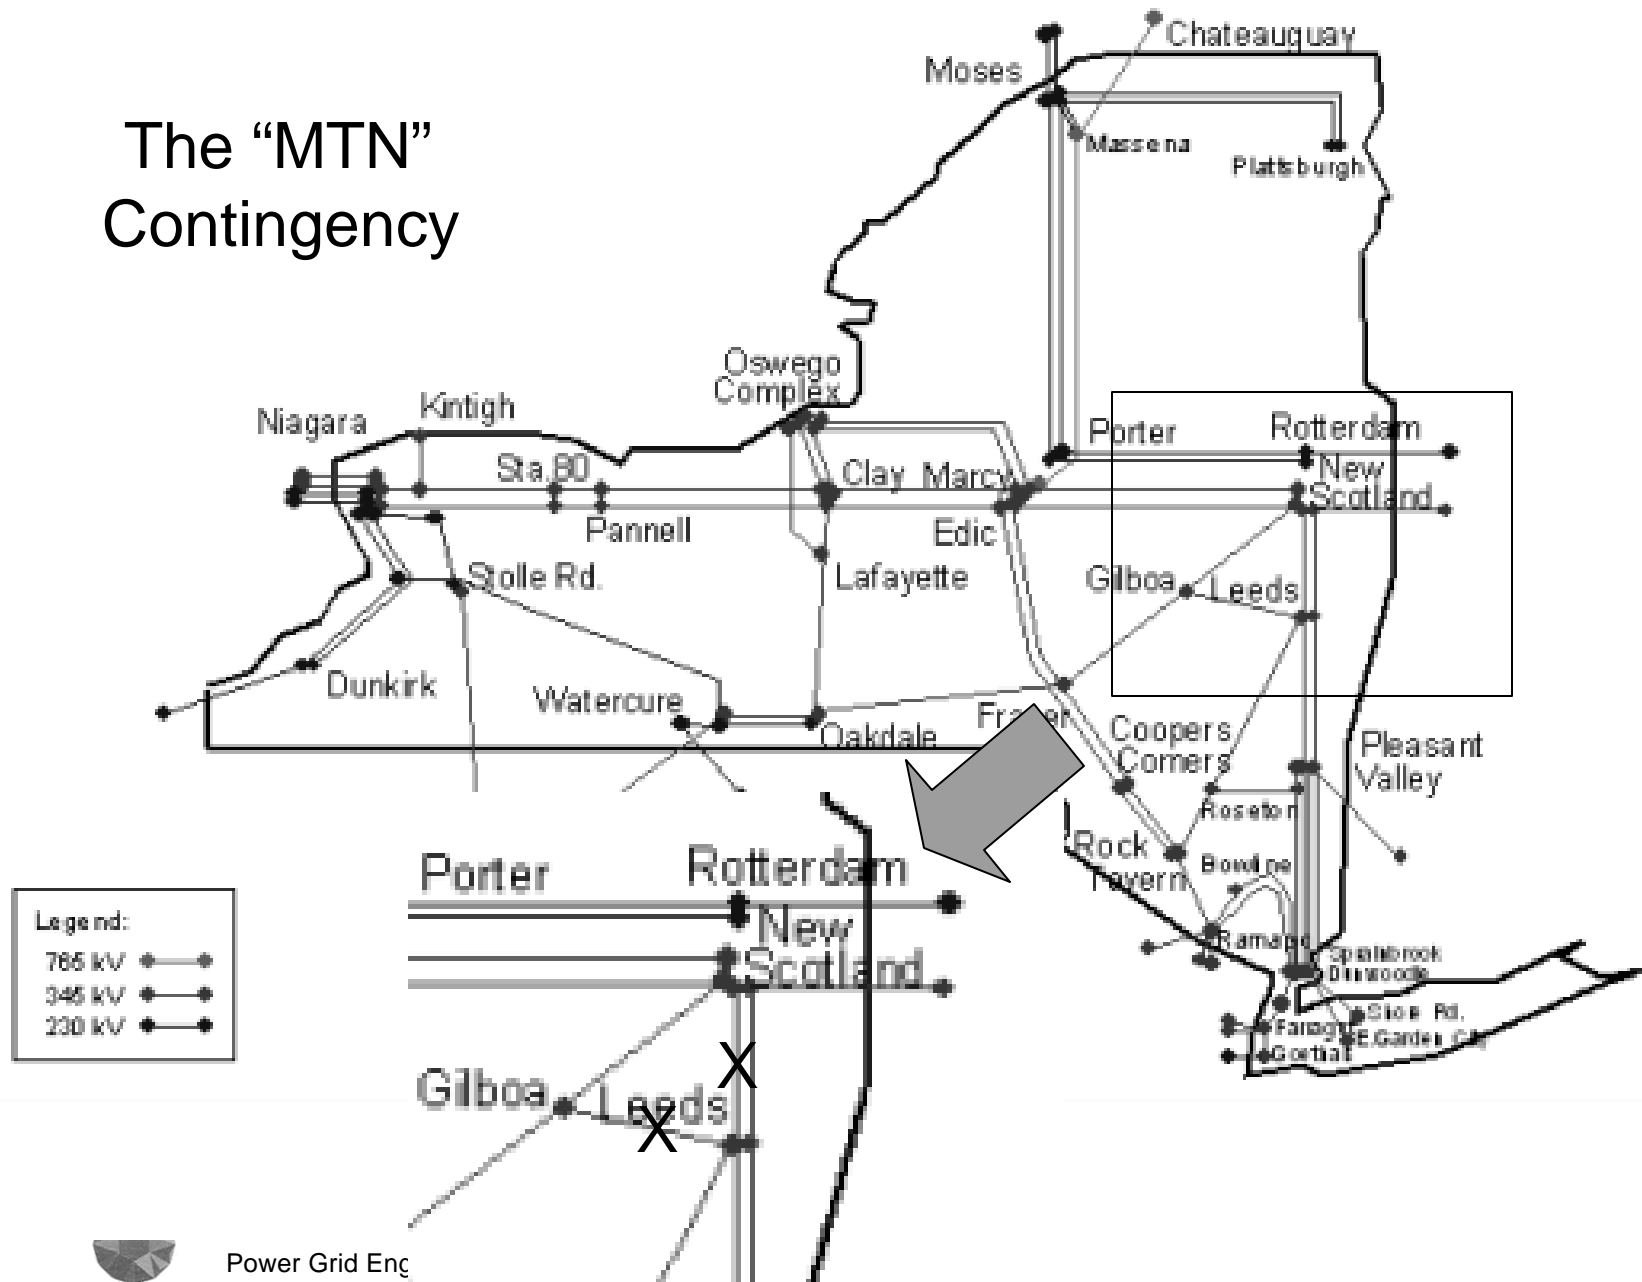 The “MTN”
Contingency
Chateauguay
Moses
Massena
Plattsburgh
Oswego
Complex
Niagara
Kintigh
Sta.80
Pannell
Clay
Marcy
Edic
Porter
Rotterdam
New
Scotland
Stolle Rd.
Lafayette
Gilboa
Leeds
Dunkirk
Watercure
Oakdale
Fraser
Coopers
Corners
Pleasant
Valley
Roseton
Rock
Tavern
Bowline
Ramapo
Sprainbrook
Dunwoodie
Shore Rd.
Farragut
E.Garden City
Goethals
Porter
Rotterdam
New
Scotland
X
Gilboa
Leeds
X
Legend:
765 kV
345 kV
230 kV
Power Grid Eng